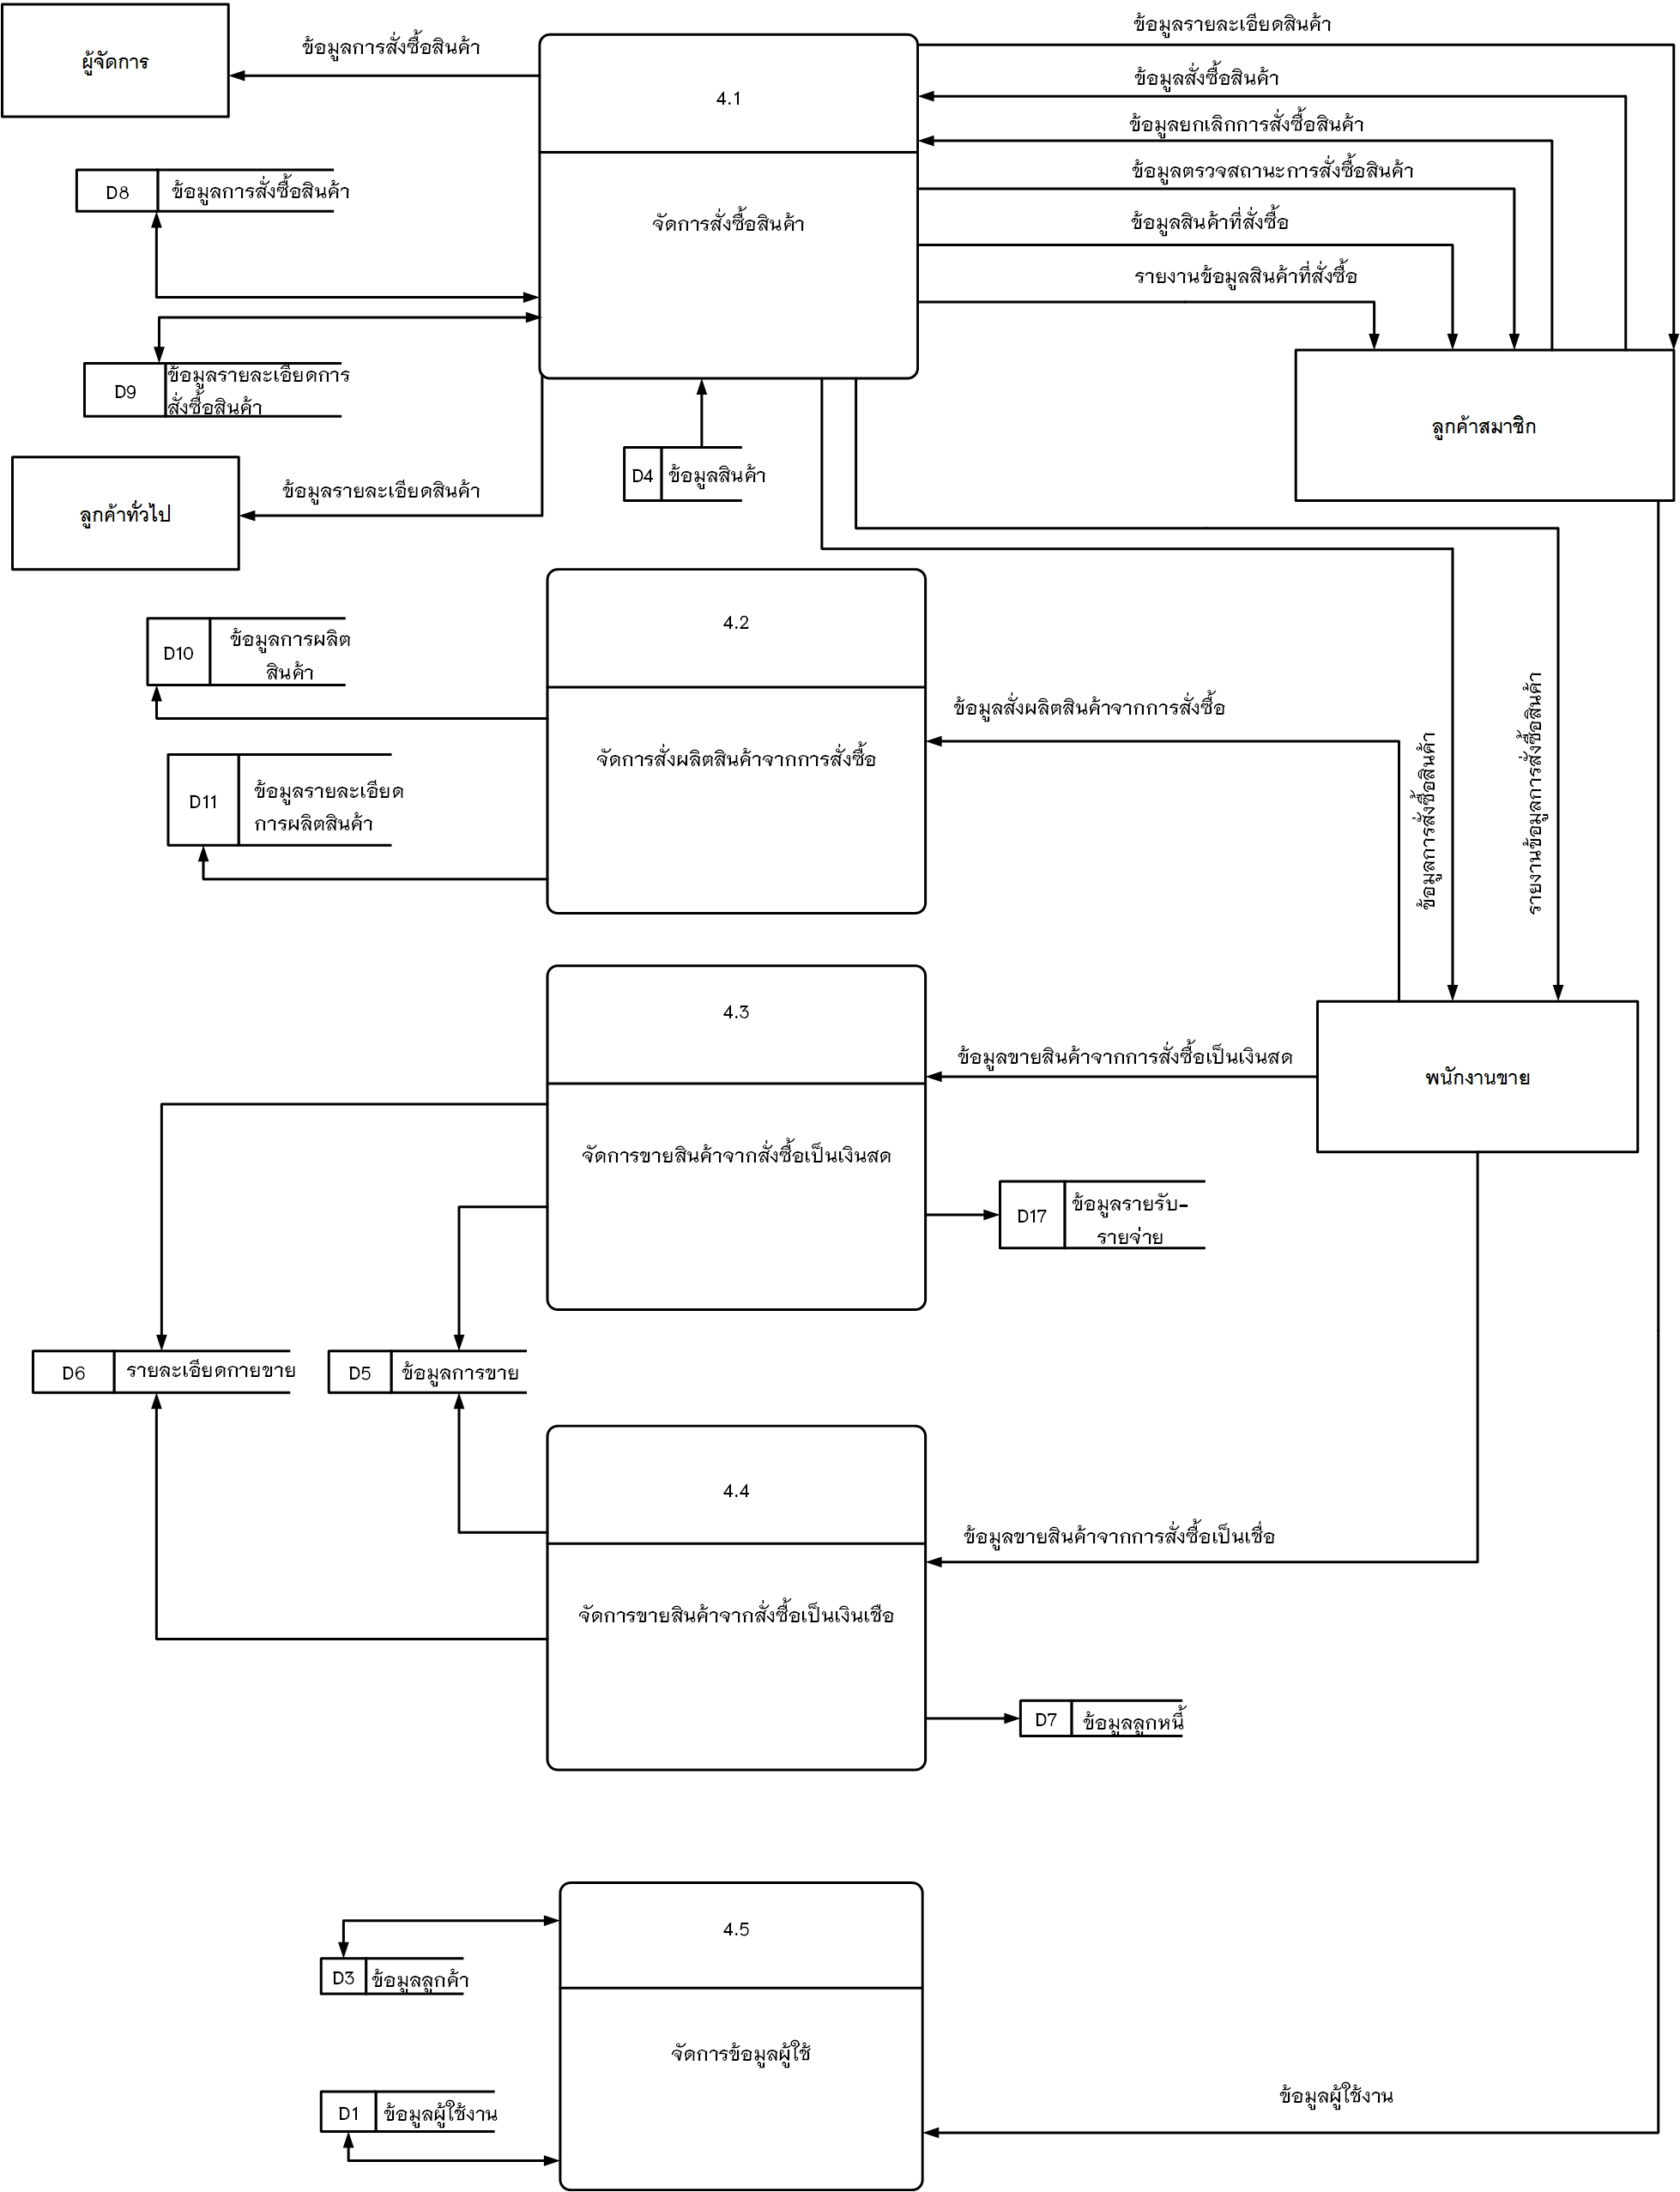 ผู้จัดการ
ข้อมูลการสั่งซื้อสินค้า
4.1
จัดการสั่งซื้อสินค้า
ข้อมูลรายละเอียดสินค้า
ข้อมูลสั่งซื้อสินค้า
ข้อมูลยกเลิกการสั่งซื้อสินค้า
ข้อมูลตรวจสถานะการสั่งซื้อสินค้า
ข้อมูลสินค้าที่สั่งซื้อ
รายงานข้อมูลสินค้าที่สั่งซื้อ
D8
ข้อมูลการสั่งซื้อสินค้า
D9
ข้อมูลรายละเอียดการ
สั่งซื้อสินค้า
ลูกค้าสมาชิก
ลูกค้าทั่วไป
ข้อมูลรายละเอียดสินค้า
D4
ข้อมูลสินค้า
4.2
จัดการสั่งผลิตสินค้าจากการสั่งซื้อ
D10
ข้อมูลการผลิต
สินค้า
D11
ข้อมูลรายละเอียด
การผลิตสินค้า
ข้อมูลสั่งผลิตสินค้าจากการสั่งซื้อ
ข้อมูลการสั่งซื้อสินค้า
รายงานข้อมูลการสั่งซื้อสินค้า
4.3
จัดการขายสินค้าจากสั่งซื้อเป็นเงินสด
ข้อมูลขายสินค้าจากการสั่งซื้อเป็นเงินสด
พนักงานขาย
D17
ข้อมูลรายรับ-
รายจ่าย
D6
รายละเอียดกายขาย
D5
ข้อมูลการขาย
4.4
จัดการขายสินค้าจากสั่งซื้อเป็นเงินเชือ
ข้อมูลขายสินค้าจากการสั่งซื้อเป็นเชื่อ
D7
ข้อมูลลูกหนี้
4.5
จัดการข้อมูลผู้ใช้
D3
ข้อมูลลูกค้า
D1
ข้อมูลผู้ใช้งาน
ข้อมูลผู้ใช้งาน